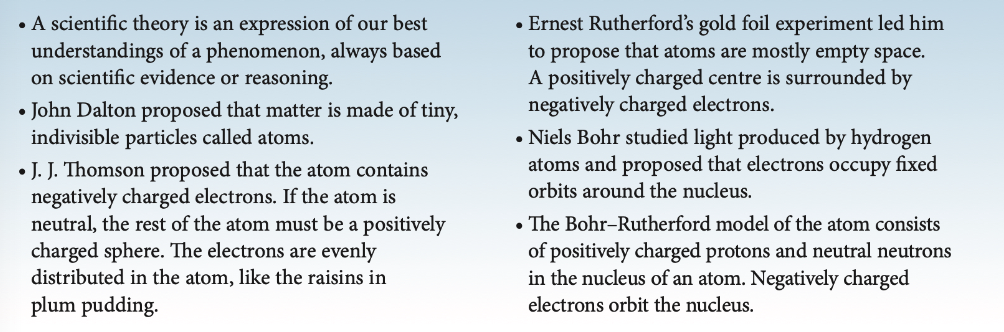 • A scientific theory is an expression of our best
understandings of a phenomenon, always based
on scientific evidence or reasoning.
• John Dalton proposed that matter is made of tiny,
indivisible particles called atoms.
• J. J. Thomson proposed that the atom contains
negatively charged electrons. If the atom is
neutral, the rest of the atom must be a positively
charged sphere. The electrons are evenly
distributed in the atom, like the raisins in
plum pudding.
• Ernest Rutherford’s gold foil experiment led him
to propose that atoms are mostly empty space.
A positively charged centre is surrounded by
negatively charged electrons.
• Niels Bohr studied light produced by hydrogen
atoms and proposed that electrons occupy fixed
orbits around the nucleus.
• The Bohr–Rutherford model of the atom consists
of positively charged protons and neutral neutrons
in the nucleus of an atom. Negatively charged
electrons orbit the nucleus.